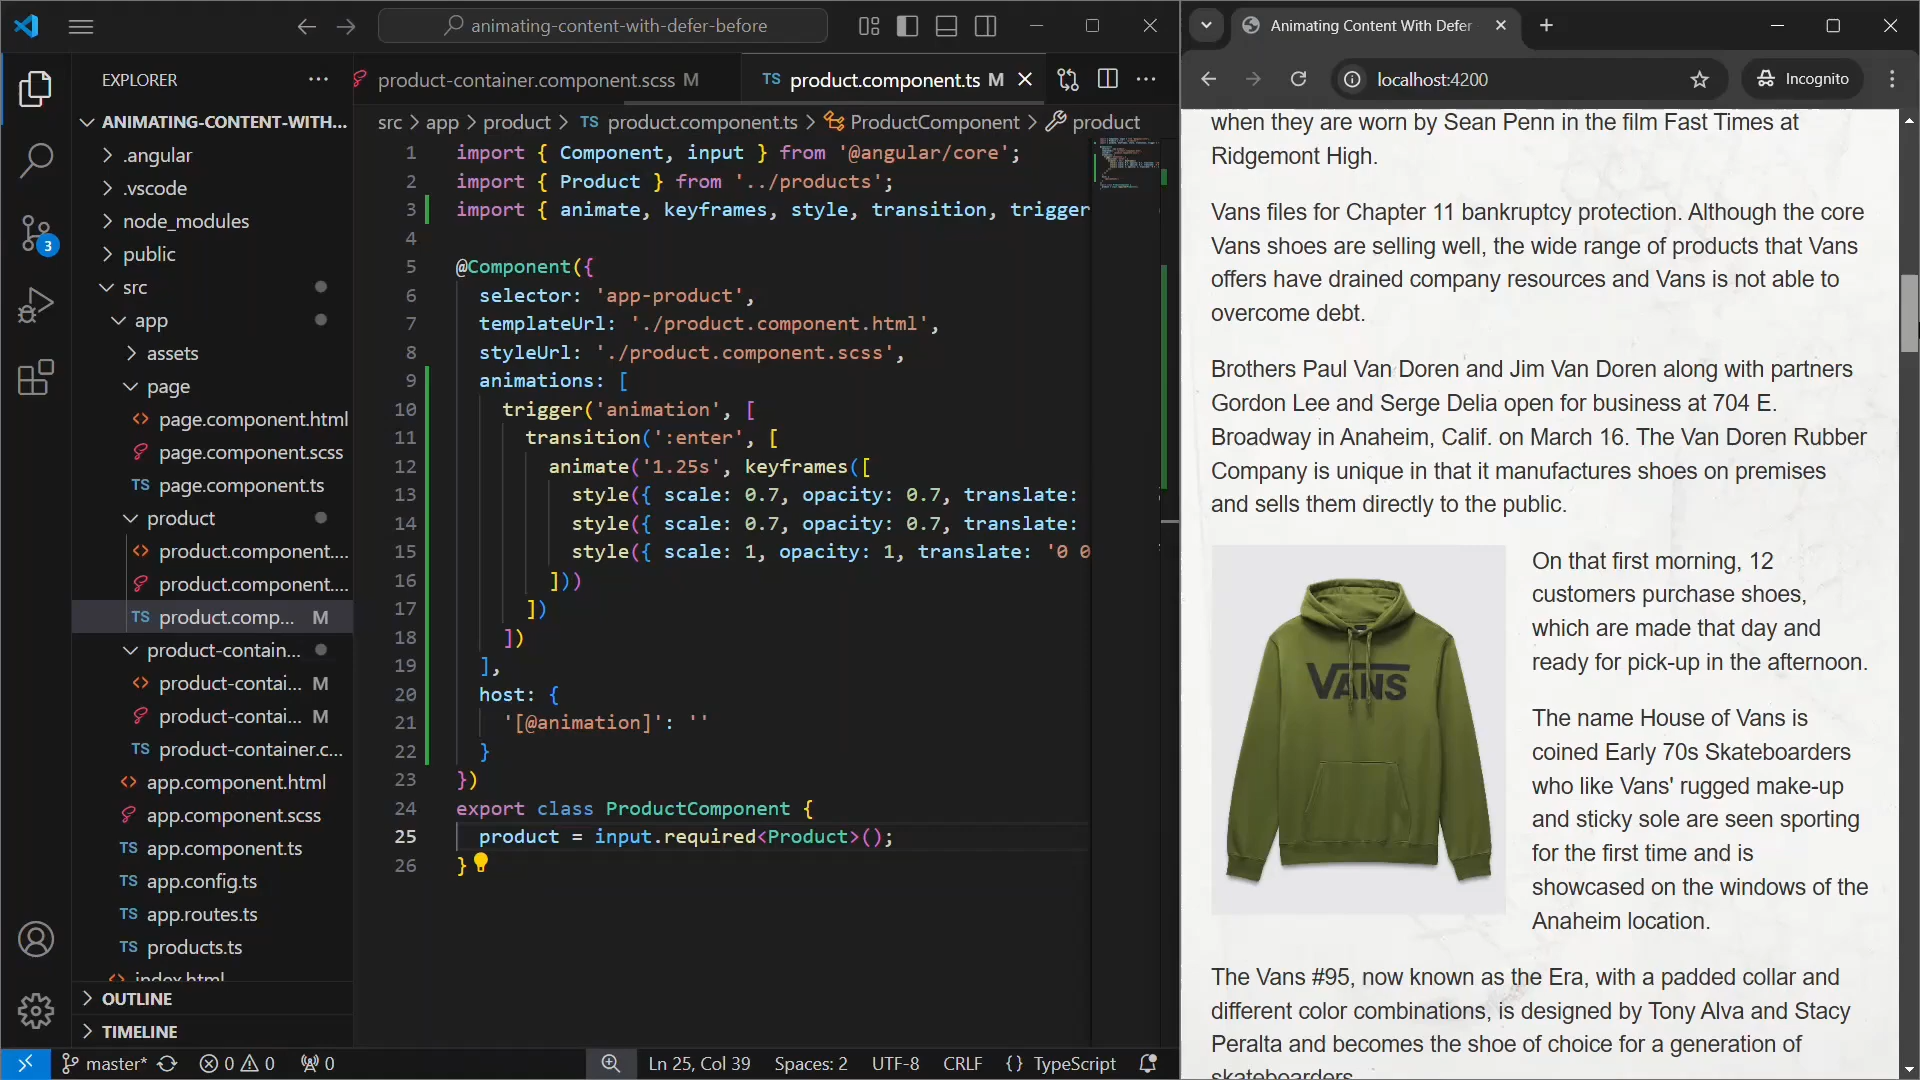 animating-content-with-defer-before
EXPLORER
ANIMATING-CONTENT-WITH...
.angular
.vscode
node_modules
public
src
app
assets
page
page.component.html
page.component.scss
TS page.component.ts
product
product.component....
product.component....
TS product.comp... M
product-contain...
product-contai... M
product-contai... M
TS product-container.c...
app.component.html
app.component.scss
TS app.component.ts
TS app.config.ts
TS app.routes.ts
TS products.ts
index.html
OUTLINE
TIMELINE
3
product-container.component.scss M
TS product.component.ts M
src > app > product > TS product.component.ts > ProductComponent > product
1 import { Component, input } from '@angular/core';
2 import { Product } from '../products';
3 import { animate, keyframes, style, transition, trigger
4
5 @Component({
6 selector: 'app-product',
7 templateUrl: './product.component.html',
8 styleUrl: './product.component.scss',
9 animations: [
10 trigger('animation', [
11 transition(':enter', [
12 animate('1.25s', keyframes([
13 style({ scale: 0.7, opacity: 0.7, translate:
14 style({ scale: 0.7, opacity: 0.7, translate:
15 style({ scale: 1, opacity: 1, translate: '0 0
16 ]))
17 ])
18 ])
19 ],
20 host: {
21 '[@animation]': ''
22 }
23 })
24 export class ProductComponent {
25 product = input.required<Product>();
26 }
master* 0 0 0
Ln 25, Col 39 Spaces: 2 UTF-8 CRLF {} TypeScript
Animating Content With Defer
localhost:4200
Incognito
when they are worn by Sean Penn in the film Fast Times at
Ridgemont High.
Vans files for Chapter 11 bankruptcy protection. Although the core
Vans shoes are selling well, the wide range of products that Vans
offers have drained company resources and Vans is not able to
overcome debt.
Brothers Paul Van Doren and Jim Van Doren along with partners
Gordon Lee and Serge Delia open for business at 704 E.
Broadway in Anaheim, Calif. on March 16. The Van Doren Rubber
Company is unique in that it manufactures shoes on premises
and sells them directly to the public.
VANS
On that first morning, 12
customers purchase shoes,
which are made that day and
ready for pick-up in the afternoon.
The name House of Vans is
coined Early 70s Skateboarders
who like Vans' rugged make-up
and sticky sole are seen sporting
for the first time and is
showcased on the windows of the
Anaheim location.
The Vans #95, now known as the Era, with a padded collar and
different color combinations, is designed by Tony Alva and Stacy
Peralta and becomes the shoe of choice for a generation of
skateboarders.